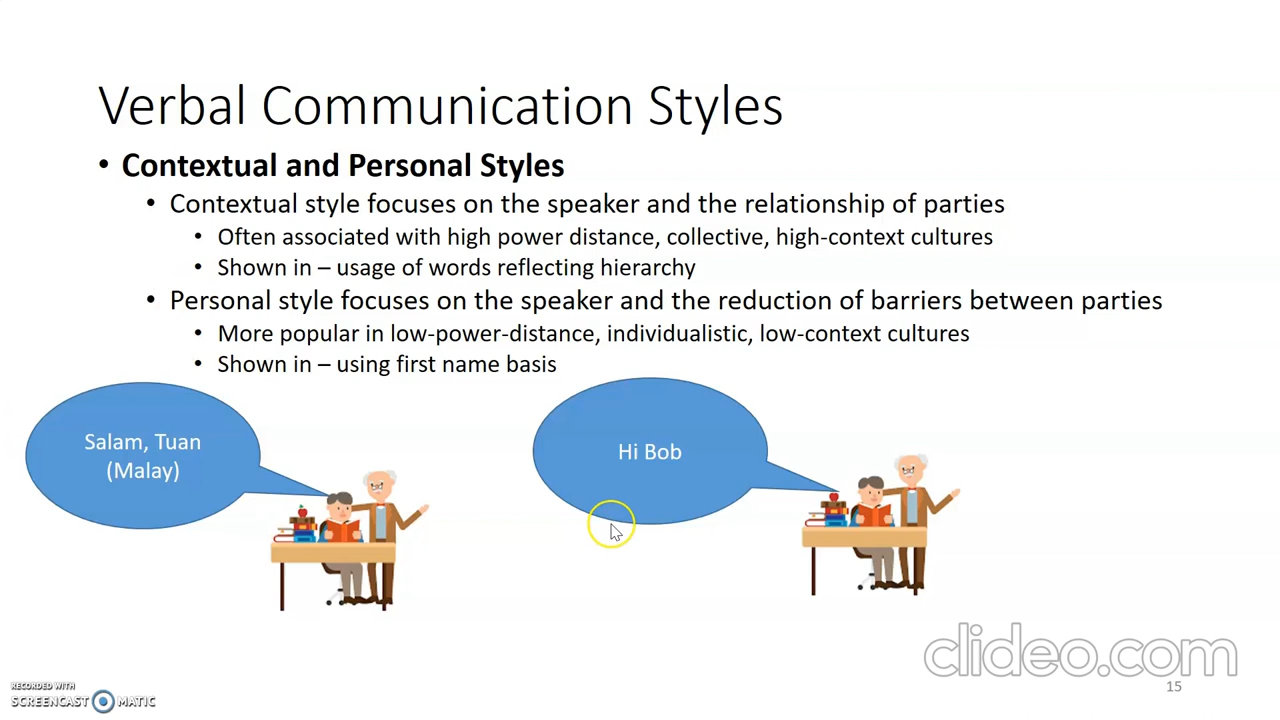 Verbal Communication Styles
• Contextual and Personal Styles
• Contextual style focuses on the speaker and the relationship of parties
• Often associated with high power distance, collective, high-context cultures
• Shown in – usage of words reflecting hierarchy
• Personal style focuses on the speaker and the reduction of barriers between parties
• More popular in low-power-distance, individualistic, low-context cultures
• Shown in – using first name basis
Salam, Tuan
(Malay)
Hi Bob
clideo.com
15
RECORDED WITH
SCREENCAST MATIC